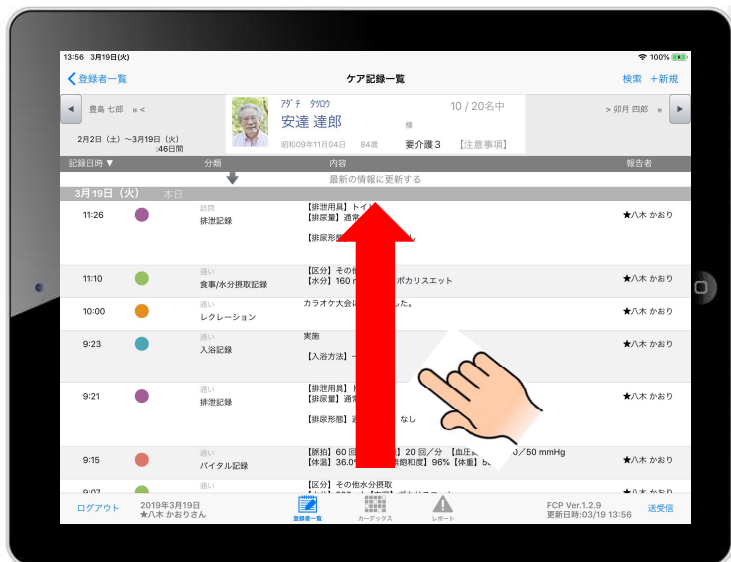 13:56 3月19日(火)
100%
登録者一覧
ケア記録一覧
検索 +新規
豊島 七郎 <
アダチ タツロウ
10 / 20名中
> 卯月 四郎
安達 達郎 様
2月2日（土）～3月19日（火）
:46日間
昭和09年11月04日 84歳 要介護３ 【注意事項】
記録日時 ▼ 分類 内容 報告者
最新の情報に更新する
3月19日（火） 本日
11:26
訪問
排泄記録
【排泄用具】トイ
【排尿量】通常
【排尿形態】
★八木 かおり
11:10
通い
食事/水分摂取記録
【区分】その他
【水分】160 ポカリスエット
★八木 かおり
10:00
通い
レクレーション
カラオケ大会に した。
★八木 かおり
9:23
通い
入浴記録
実施
【入浴方法】
★八木 かおり
9:21
通い
排泄記録
【排泄用具】
【排尿量】通常
【排尿形態】 なし
★八木 かおり
9:15
通い
バイタル記録
【脈拍】60 回 20 回／分 【血圧 ／50 mmHg
【体温】36.0 飽和度】96%【体重】
★八木 かおり
9:07
通い
【区分】その他水分摂取
ログアウト
2019年3月19日
★八木 かおりさん
登録者一覧
カーデックス
レポート
FCP Ver.1.2.9
更新日時:03/19 13:56
送受信